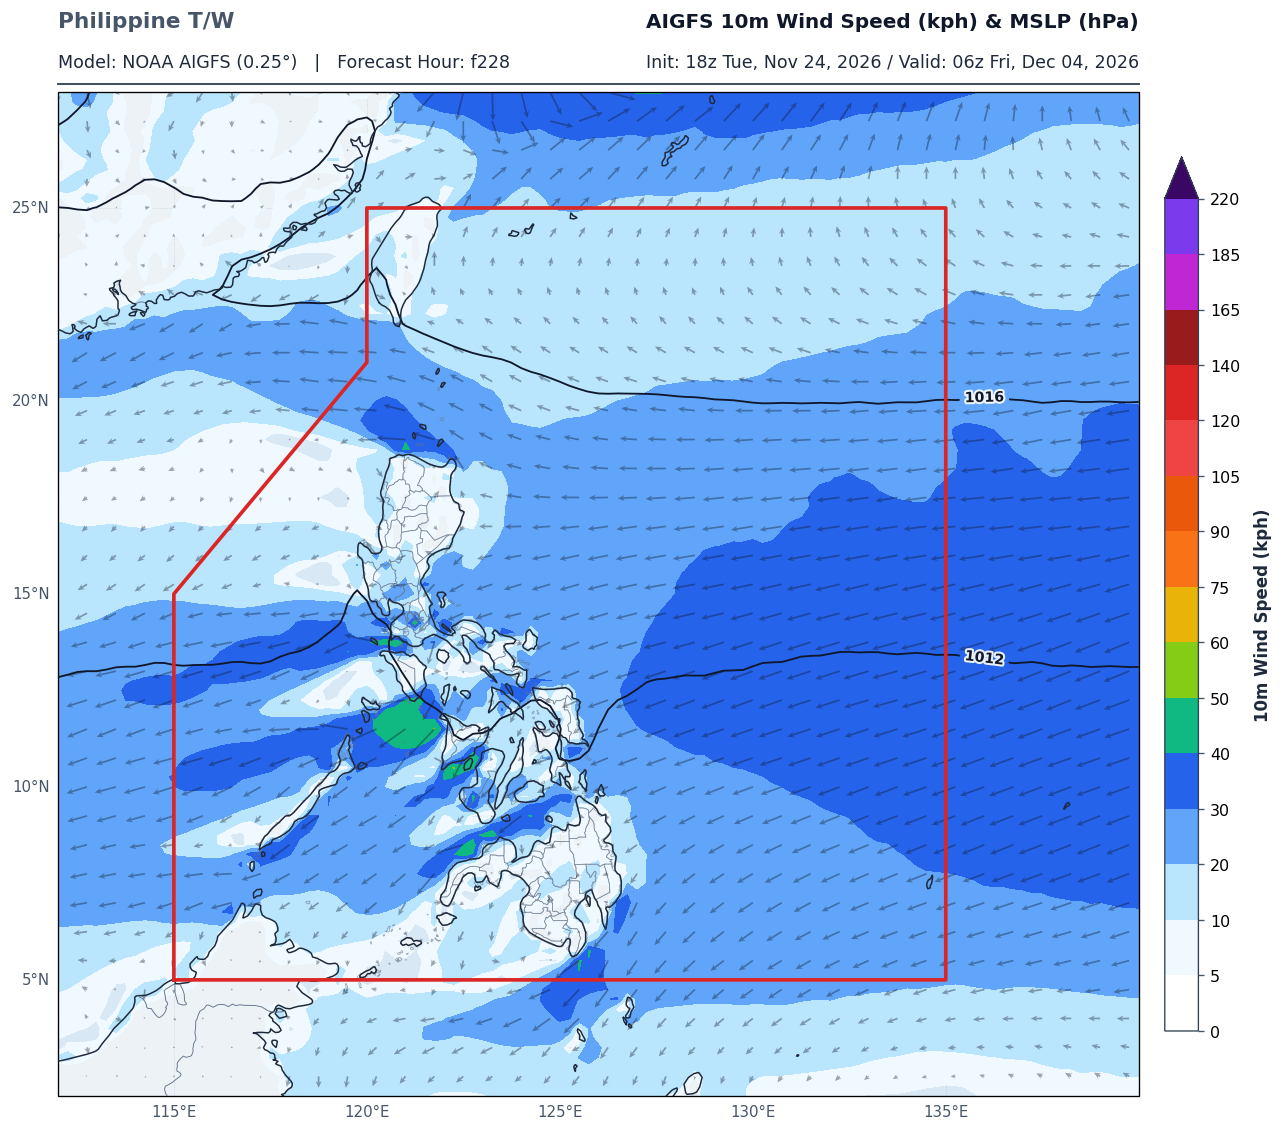 Philippine T/W
AIGFS 10m Wind Speed (kph) & MSLP (hPa)
Model: NOAA AIGFS (0.25°) | Forecast Hour: f228
Init: 18z Tue, Nov 24, 2026 / Valid: 06z Fri, Dec 04, 2026
25°N
20°N
15°N
10°N
5°N
115°E
120°E
125°E
130°E
135°E
1016
1012
220
185
165
140
120
105
90
75
60
50
40
30
20
10
5
0
10m Wind Speed (kph)